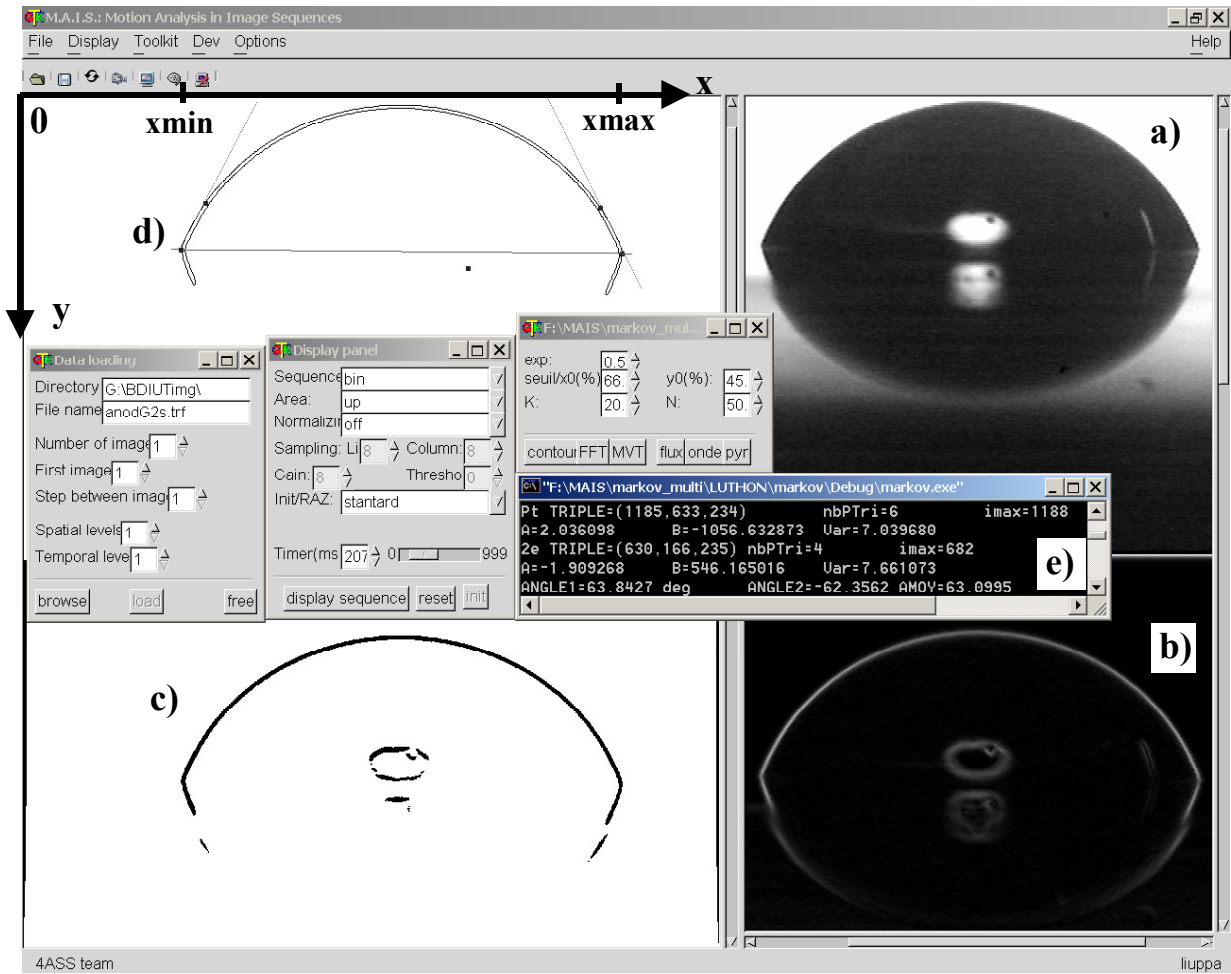 M.A.I.S.: Motion Analysis in Image Sequences
File Display Toolkit Dev Options Help
x
0 xmin xmax
a)
d)
y
F:\MAIS\markov_mul...
Data loading
Display panel
exp: 0.5
Directory G:\BDIUTimg\
Sequence bin
seuil/x0(%) 66. y0(%): 45.
File name anodG2s.trf
Area: up
K: 20. N: 50.
Normalizin off
Number of image 1
Sampling: Li 8 Column: 8
contour FFT MVT flux onde pyr
First image 1
Gain: 8 Thresho 0
"F:\MAIS\markov_multi\LUTHON\markov\Debug\markov.exe"
Step between imag 1
Init/RAZ: stantard
Pt TRIPLE=(1185,633,234) nbPTri=6 imax=1188
A=2.036098 B=-1056.632873 Var=7.039680
Spatial levels 1
2e TRIPLE=(630,166,235) nbPTri=4 imax=682
Temporal leve 1
Timer(ms 207 0 999
A=-1.909268 B=546.165016 Var=7.661073
e)
ANGLE1=63.8427 deg ANGLE2=-62.3562 AMOY=63.0995
browse load free
display sequence reset init
b)
c)
4ASS team liuppa